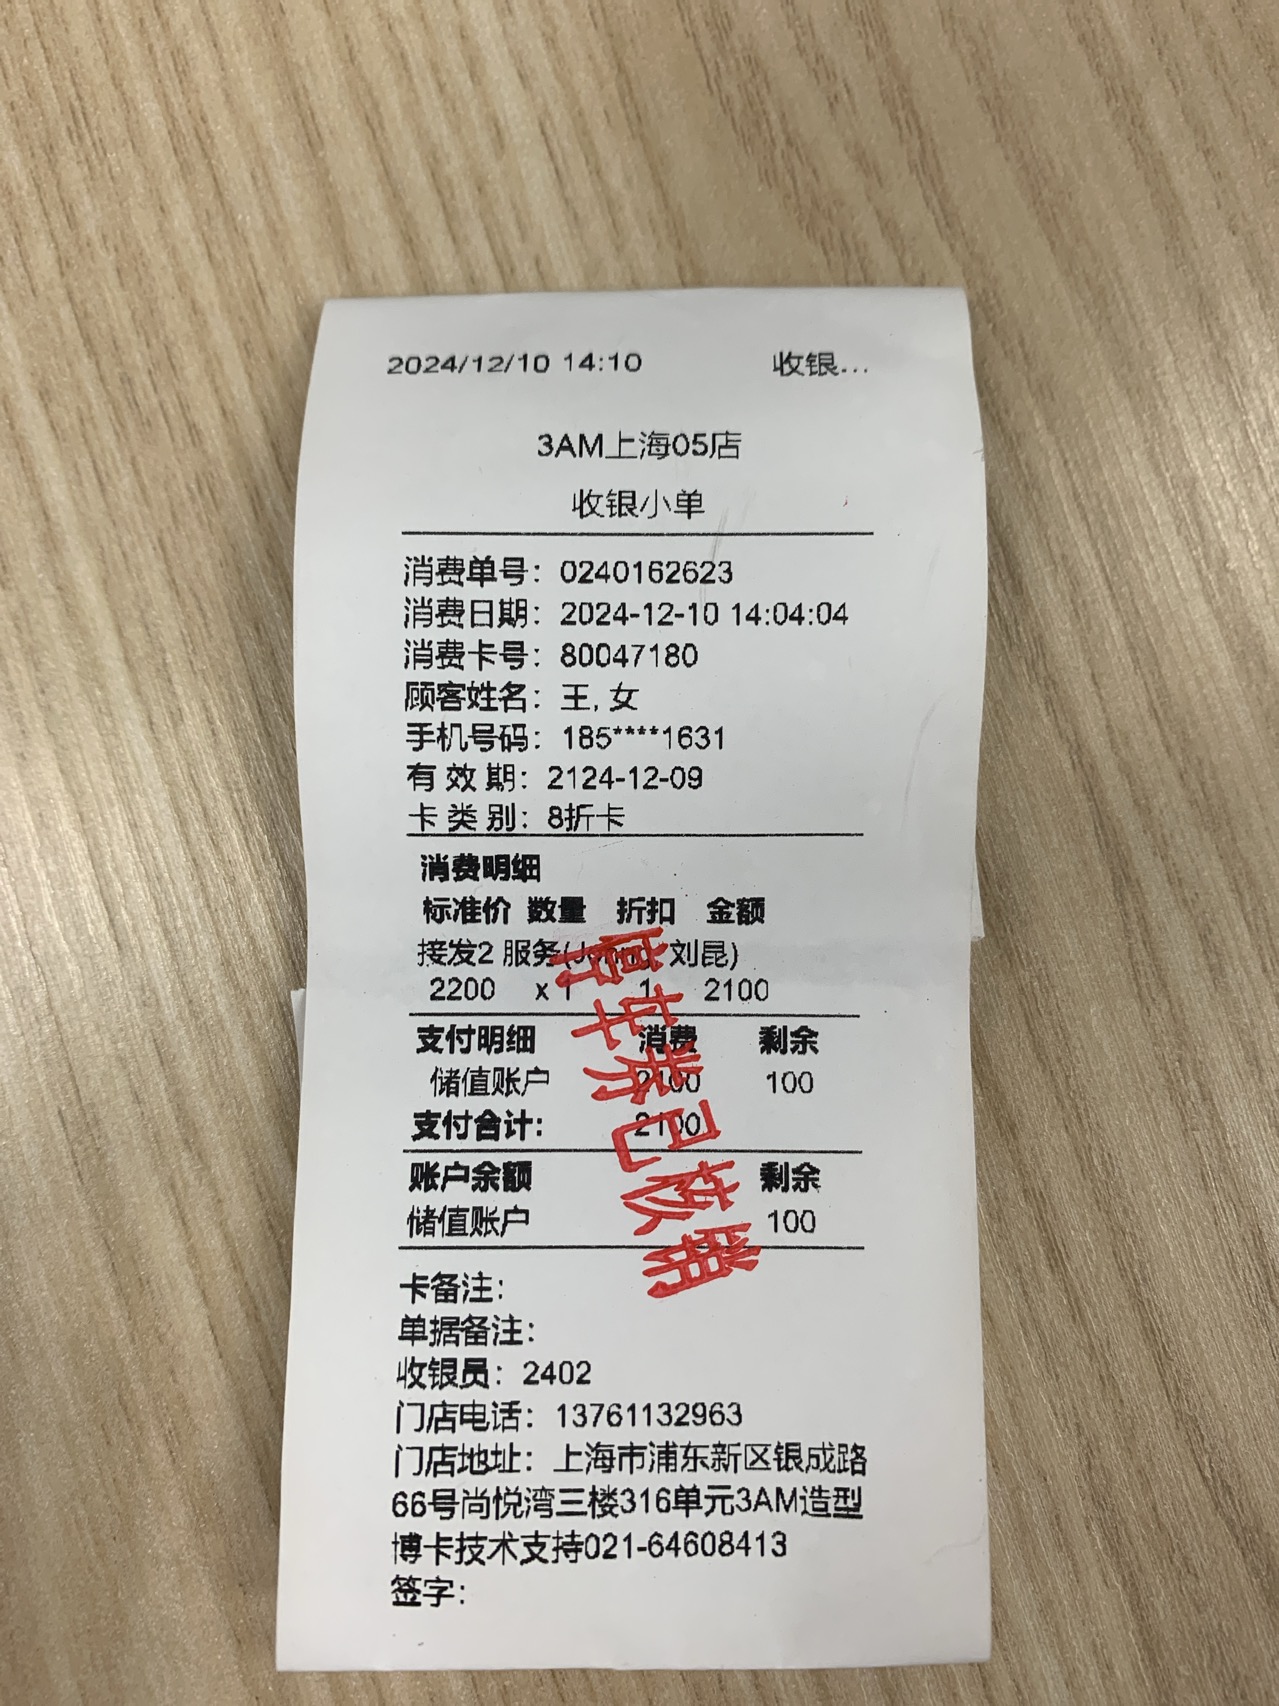 2024/12/10 14:10 收银...
3AM上海05店
收银小单
消费单号：0240162623
消费日期：2024-12-10 14:04:04
消费卡号：80047180
顾客姓名：王, 女
手机号码：185****1631
有 效 期：2124-12-09
卡 类 别：8折卡
消费明细
标准价 数量 折扣 金额
接发2 服务( 刘昆)
2200 x 1 1 2100
支付明细 消费 剩余
储值账户 2100 100
支付合计： 2100
账户余额 剩余
储值账户 100
停车券已核销
卡备注：
单据备注：
收银员：2402
门店电话：13761132963
门店地址：上海市浦东新区银成路
66号尚悦湾三楼316单元3AM造型
博卡技术支持021-64608413
签字：